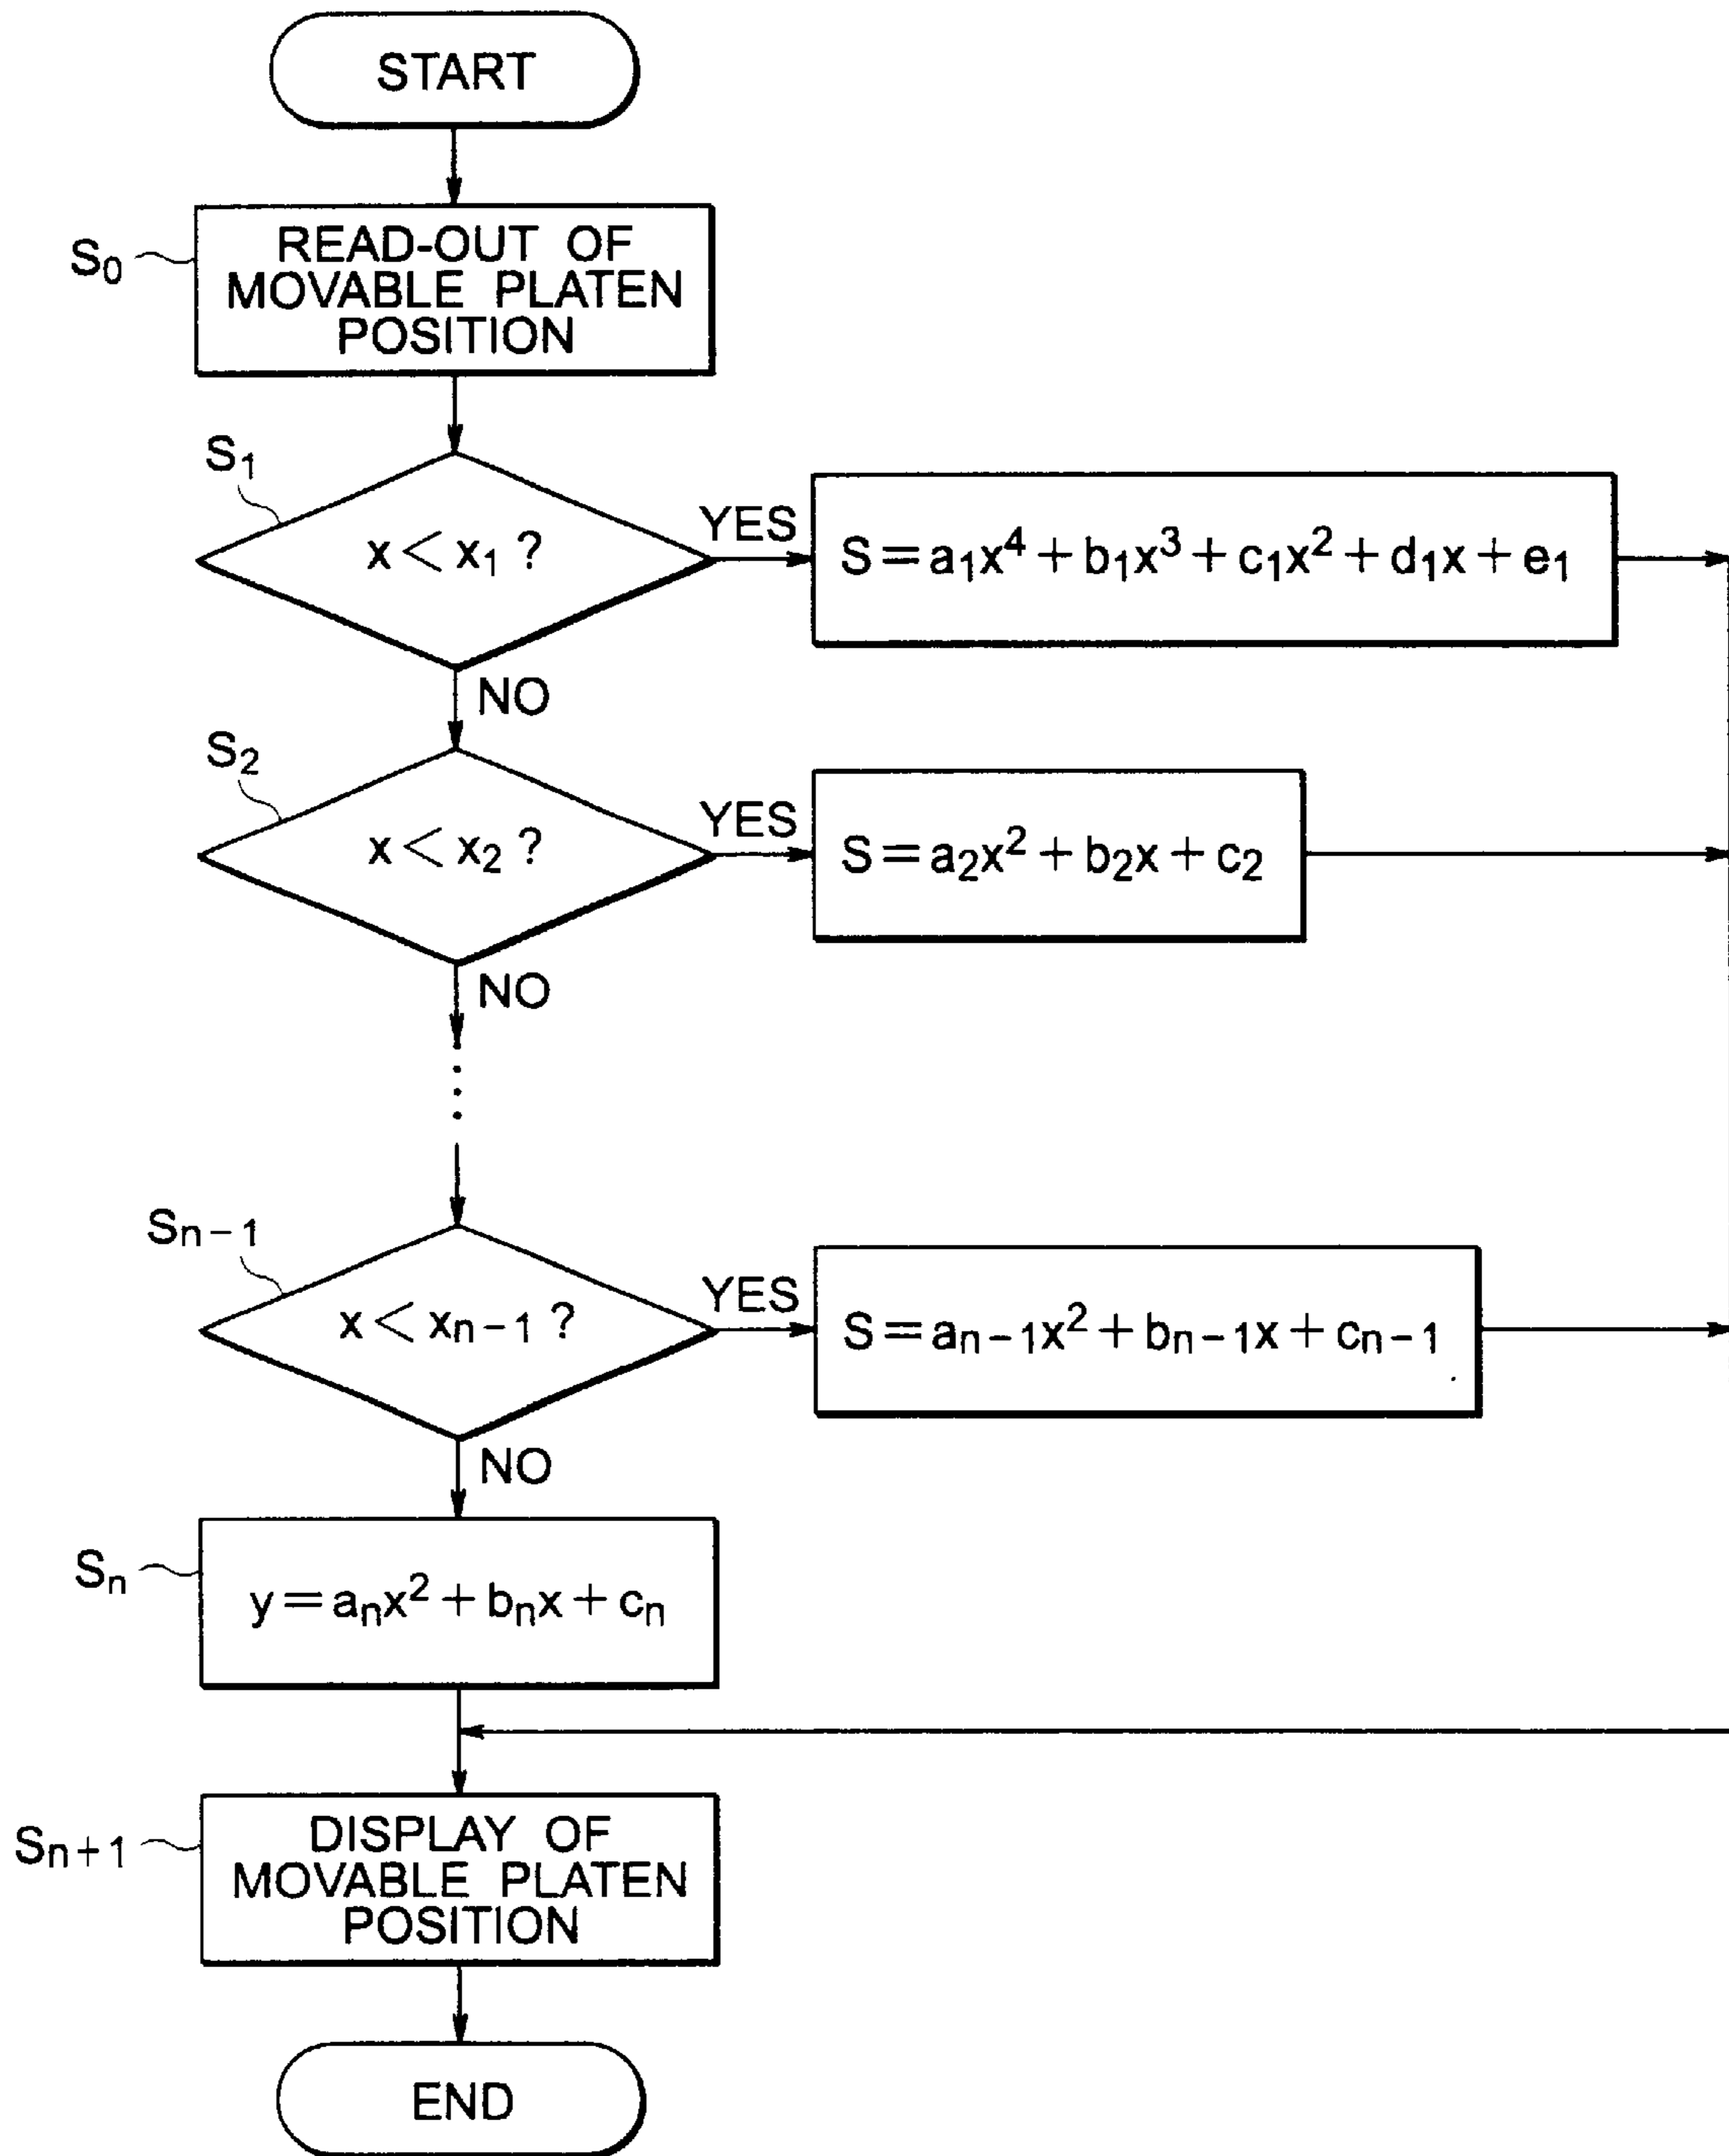 START
S₀
READ-OUT OF
MOVABLE PLATEN
POSITION
S₁
x < x₁ ?
YES
S = a₁x⁴ + b₁x³ + c₁x² + d₁x + e₁
NO
S₂
x < x₂ ?
YES
S = a₂x² + b₂x + c₂
NO
Sₙ₋₁
x < xₙ₋₁ ?
YES
S = aₙ₋₁x² + bₙ₋₁x + cₙ₋₁
NO
Sₙ
y = aₙx² + bₙx + cₙ
Sₙ₊₁
DISPLAY OF
MOVABLE PLATEN
POSITION
END